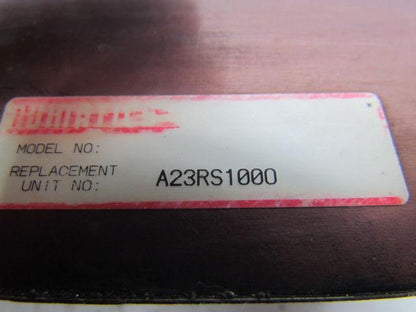 MODEL NO:
REPLACEMENT
UNIT NO: A23RS1000